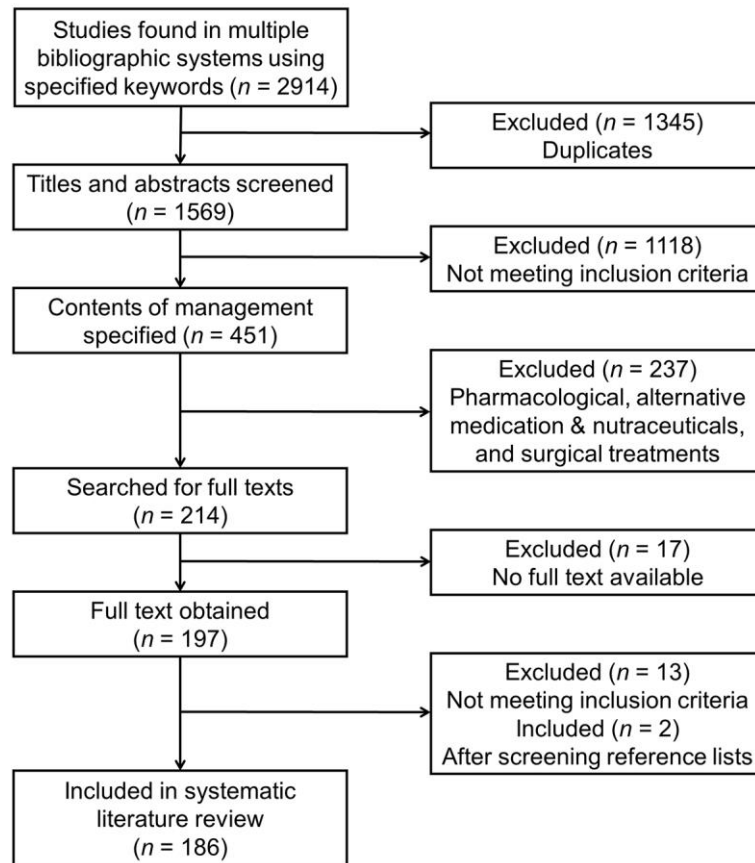 Studies found in multiple
bibliographic systems using
specified keywords (n = 2914)
Excluded (n = 1345)
Duplicates
Titles and abstracts screened
(n = 1569)
Excluded (n = 1118)
Not meeting inclusion criteria
Contents of management
specified (n = 451)
Excluded (n = 237)
Pharmacological, alternative
medication & nutraceuticals,
and surgical treatments
Searched for full texts
(n = 214)
Excluded (n = 17)
No full text available
Full text obtained
(n = 197)
Excluded (n = 13)
Not meeting inclusion criteria
Included (n = 2)
After screening reference lists
Included in systematic
literature review
(n = 186)